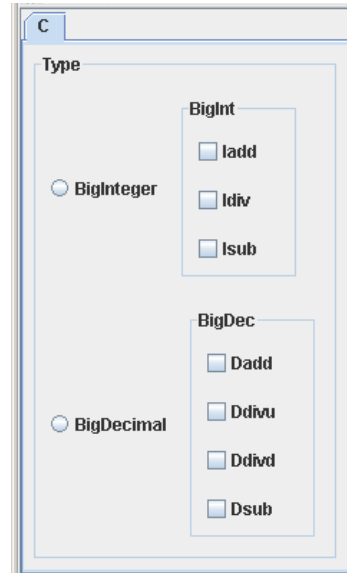 C
Type
BigInt
Iadd
BigInteger
Idiv
Isub
BigDec
Dadd
Ddivu
BigDecimal
Ddivd
Dsub